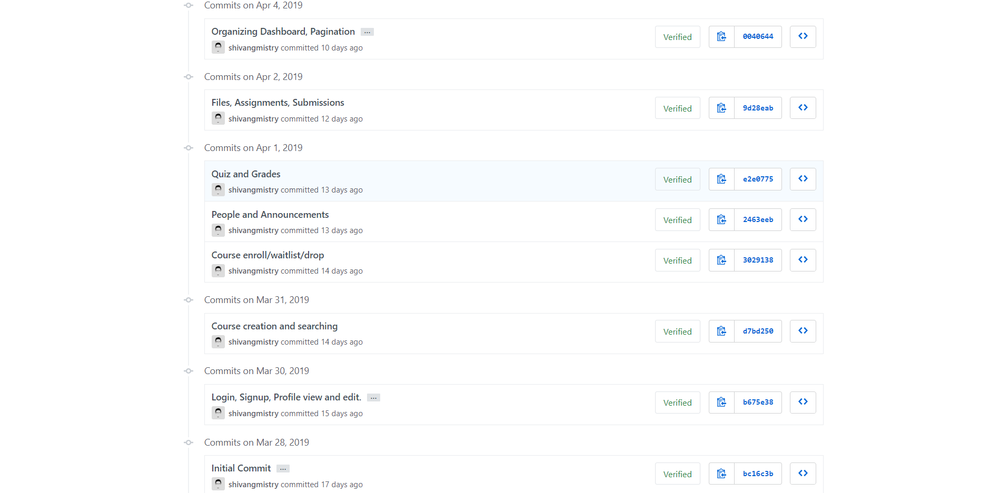 Commits on Apr 4, 2019
Organizing Dashboard, Pagination ...
Verified 0040644
shivangmistry committed 10 days ago
Commits on Apr 2, 2019
Files, Assignments, Submissions
Verified 9d28eab
shivangmistry committed 12 days ago
Commits on Apr 1, 2019
Quiz and Grades
Verified e2e0775
shivangmistry committed 13 days ago
People and Announcements
Verified 2463eeb
shivangmistry committed 13 days ago
Course enroll/waitlist/drop
Verified 3029138
shivangmistry committed 14 days ago
Commits on Mar 31, 2019
Course creation and searching
Verified d7bd250
shivangmistry committed 14 days ago
Commits on Mar 30, 2019
Login, Signup, Profile view and edit. ...
Verified b675e38
shivangmistry committed 15 days ago
Commits on Mar 28, 2019
Initial Commit ...
Verified bc16c3b
shivangmistry committed 17 days ago